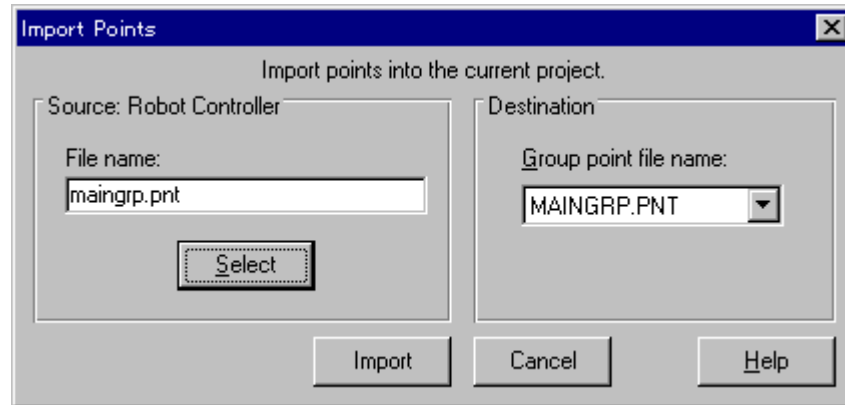 Import Points
Import points into the current project.
Source: Robot Controller
File name:
maingrp.pnt
Select
Destination
Group point file name:
MAINGRP.PNT
Import
Cancel
Help